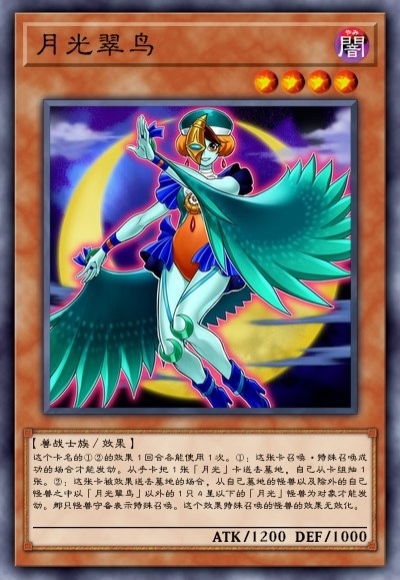 月光翠鸟
やみ
闇
【兽战士族/效果】
这个卡名的①②的效果1回合各能使用1次。①：这张卡召唤·特殊召唤成
功的场合才能发动。从手卡把1张「月光」卡送去墓地，自己从卡组抽1
张。②：这张卡被效果送去墓地的场合，从自己墓地的怪兽以及除外的自己
怪兽之中以「月光翠鸟」以外的1只4星以下的「月光」怪兽为对象才能发
动。那只怪兽守备表示特殊召唤。这个效果特殊召唤的怪兽的效果无效化。
ATK/1200 DEF/1000